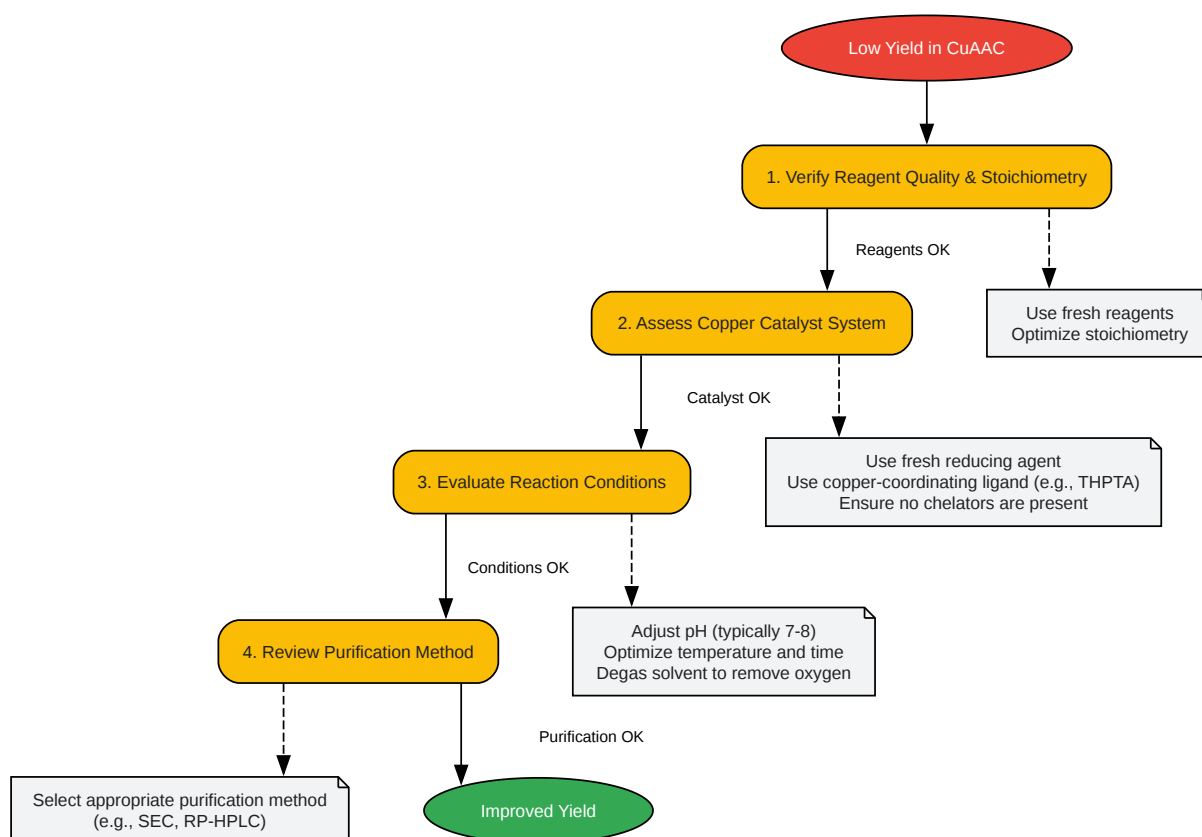 Low Yield in CuAAC
1. Verify Reagent Quality & Stoichiometry
Reagents OK
Use fresh reagents
Optimize stoichiometry
2. Assess Copper Catalyst System
Catalyst OK
Use fresh reducing agent
Use copper-coordinating ligand (e.g., THPTA)
Ensure no chelators are present
3. Evaluate Reaction Conditions
Conditions OK
Adjust pH (typically 7-8)
Optimize temperature and time
Degas solvent to remove oxygen
4. Review Purification Method
Purification OK
Select appropriate purification method
(e.g., SEC, RP-HPLC)
Improved Yield